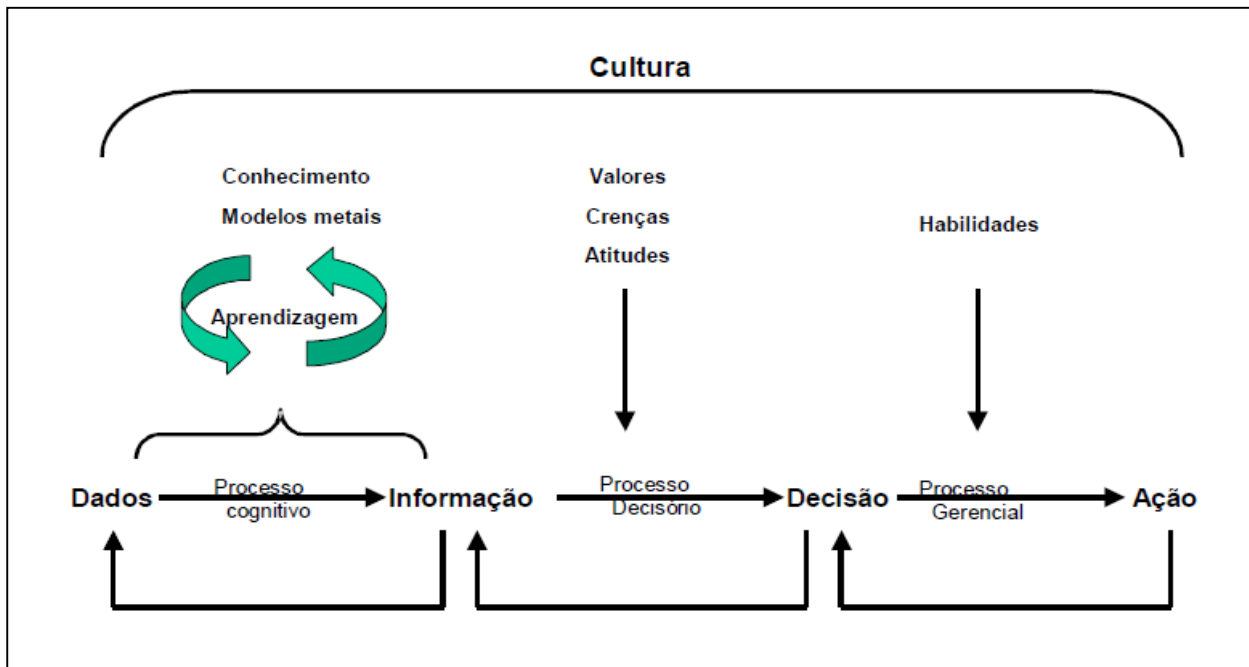 Cultura
Conhecimento
Modelos metais
Aprendizagem
Valores
Crenças
Atitudes
Habilidades
Dados
Processo
cognitivo
Informação
Processo
Decisório
Decisão
Processo
Gerencial
Ação